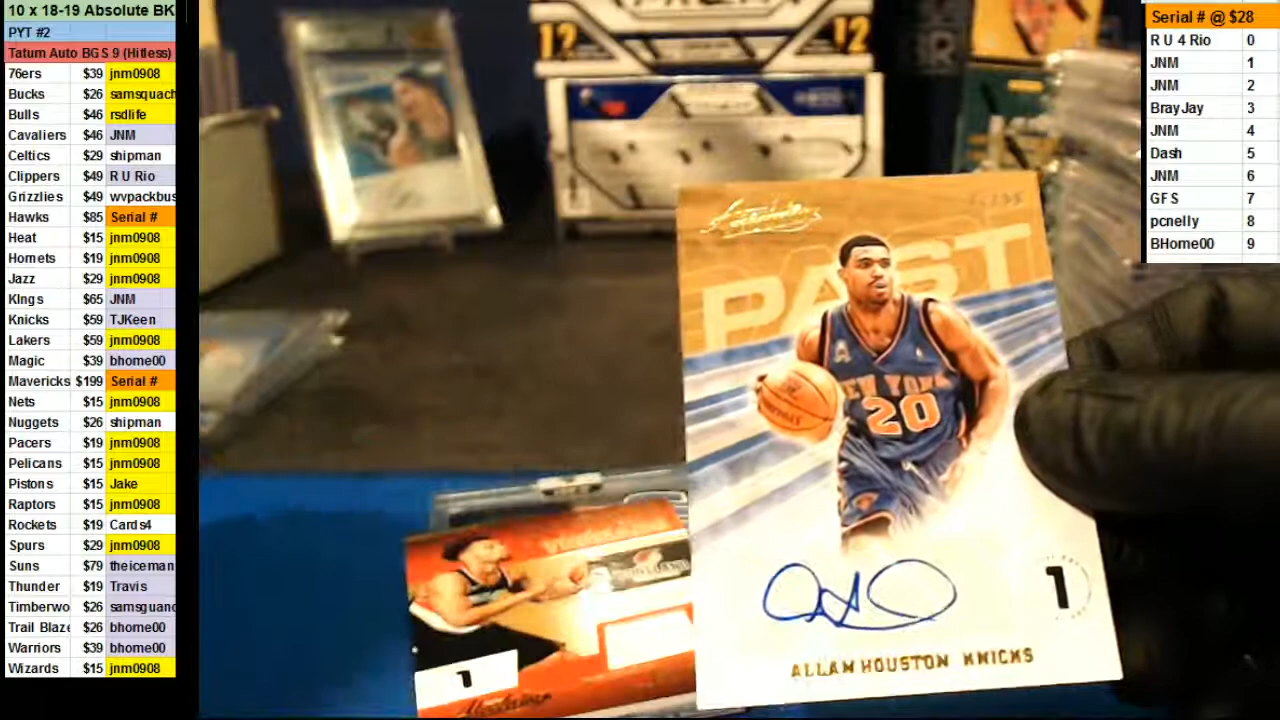 10 x 18-19 Absolute BK
PYT #2
Tatum Auto BGS 9 (Hitless)
76ers $39 jnm0908
Bucks $26 samsquach
Bulls $46 rsdlife
Cavaliers $46 JNM
Celtics $29 shipman
Clippers $49 R U Rio
Grizzlies $49 wvpackbus
Hawks $85 Serial #
Heat $15 jnm0908
Hornets $19 jnm0908
Jazz $29 jnm0908
KIngs $65 JNM
Knicks $59 TJKeen
Lakers $59 jnm0908
Magic $39 bhome00
Mavericks $199 Serial #
Nets $15 jnm0908
Nuggets $26 shipman
Pacers $19 jnm0908
Pelicans $15 jnm0908
Pistons $15 Jake
Raptors $15 jnm0908
Rockets $19 Cards4
Spurs $29 jnm0908
Suns $79 theiceman
Thunder $19 Travis
Timberwo $26 samsguanc
Trail Blaze $26 bhome00
Warriors $39 bhome00
Wizards $15 jnm0908
Serial # @ $28
R U 4 Rio 0
JNM 1
JNM 2
BrayJay 3
JNM 4
Dash 5
JNM 6
GFS 7
pcnelly 8
BHome00 9
12
12
PAST
NEW YORK
20
1
ALLAN HOUSTON KNICKS
1